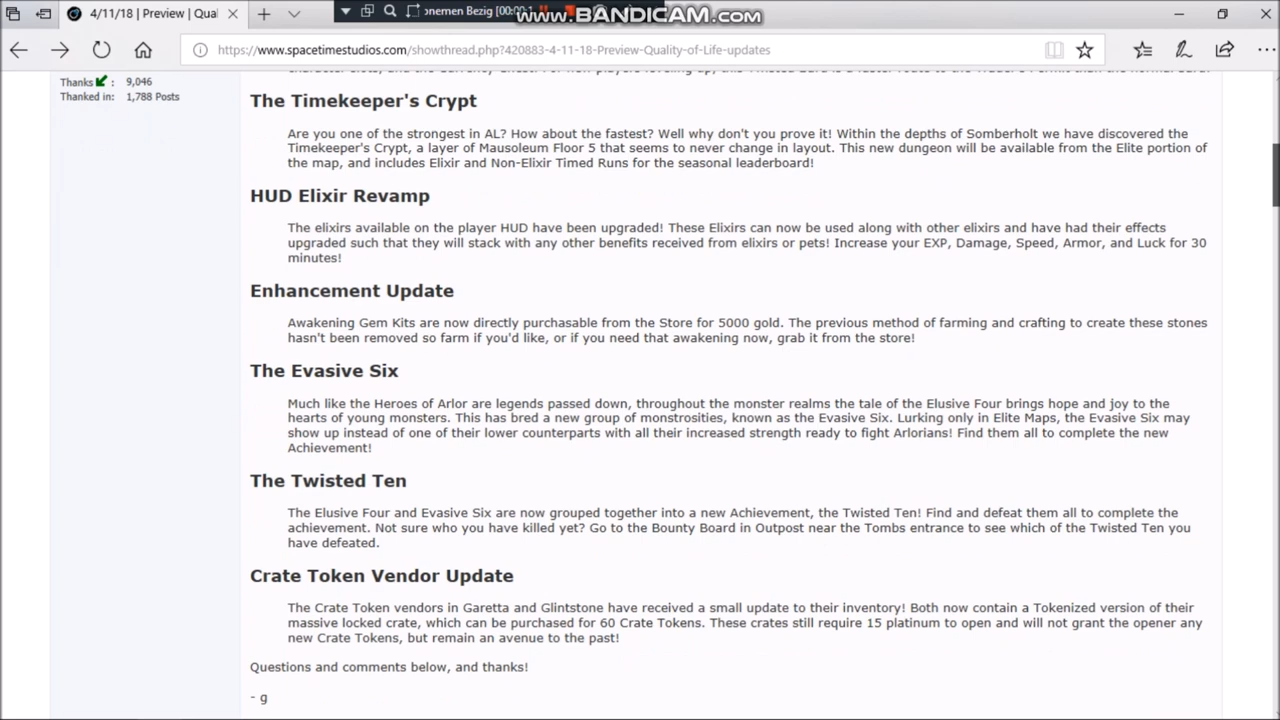 4/11/18 | Preview | Qual
onemen Bezig [00:00:1
www.BANDICAM.com
https://www.spacetimestudios.com/showthread.php?420883-4-11-18-Preview-Quality-of-Life-updates
Thanks : 9,046
Thanked in: 1,788 Posts
The Timekeeper's Crypt
Are you one of the strongest in AL? How about the fastest? Well why don't you prove it! Within the depths of Somberholt we have discovered the
Timekeeper's Crypt, a layer of Mausoleum Floor 5 that seems to never change in layout. This new dungeon will be available from the Elite portion of
the map, and includes Elixir and Non-Elixir Timed Runs for the seasonal leaderboard!
HUD Elixir Revamp
The elixirs available on the player HUD have been upgraded! These Elixirs can now be used along with other elixirs and have had their effects
upgraded such that they will stack with any other benefits received from elixirs or pets! Increase your EXP, Damage, Speed, Armor, and Luck for 30
minutes!
Enhancement Update
Awakening Gem Kits are now directly purchasable from the Store for 5000 gold. The previous method of farming and crafting to create these stones
hasn't been removed so farm if you'd like, or if you need that awakening now, grab it from the store!
The Evasive Six
Much like the Heroes of Arlor are legends passed down, throughout the monster realms the tale of the Elusive Four brings hope and joy to the
hearts of young monsters. This has bred a new group of monstrosities, known as the Evasive Six. Lurking only in Elite Maps, the Evasive Six may
show up instead of one of their lower counterparts with all their increased strength ready to fight Arlorians! Find them all to complete the new
Achievement!
The Twisted Ten
The Elusive Four and Evasive Six are now grouped together into a new Achievement, the Twisted Ten! Find and defeat them all to complete the
achievement. Not sure who you have killed yet? Go to the Bounty Board in Outpost near the Tombs entrance to see which of the Twisted Ten you
have defeated.
Crate Token Vendor Update
The Crate Token vendors in Garetta and Glintstone have received a small update to their inventory! Both now contain a Tokenized version of their
massive locked crate, which can be purchased for 60 Crate Tokens. These crates still require 15 platinum to open and will not grant the opener any
new Crate Tokens, but remain an avenue to the past!
Questions and comments below, and thanks!
- g